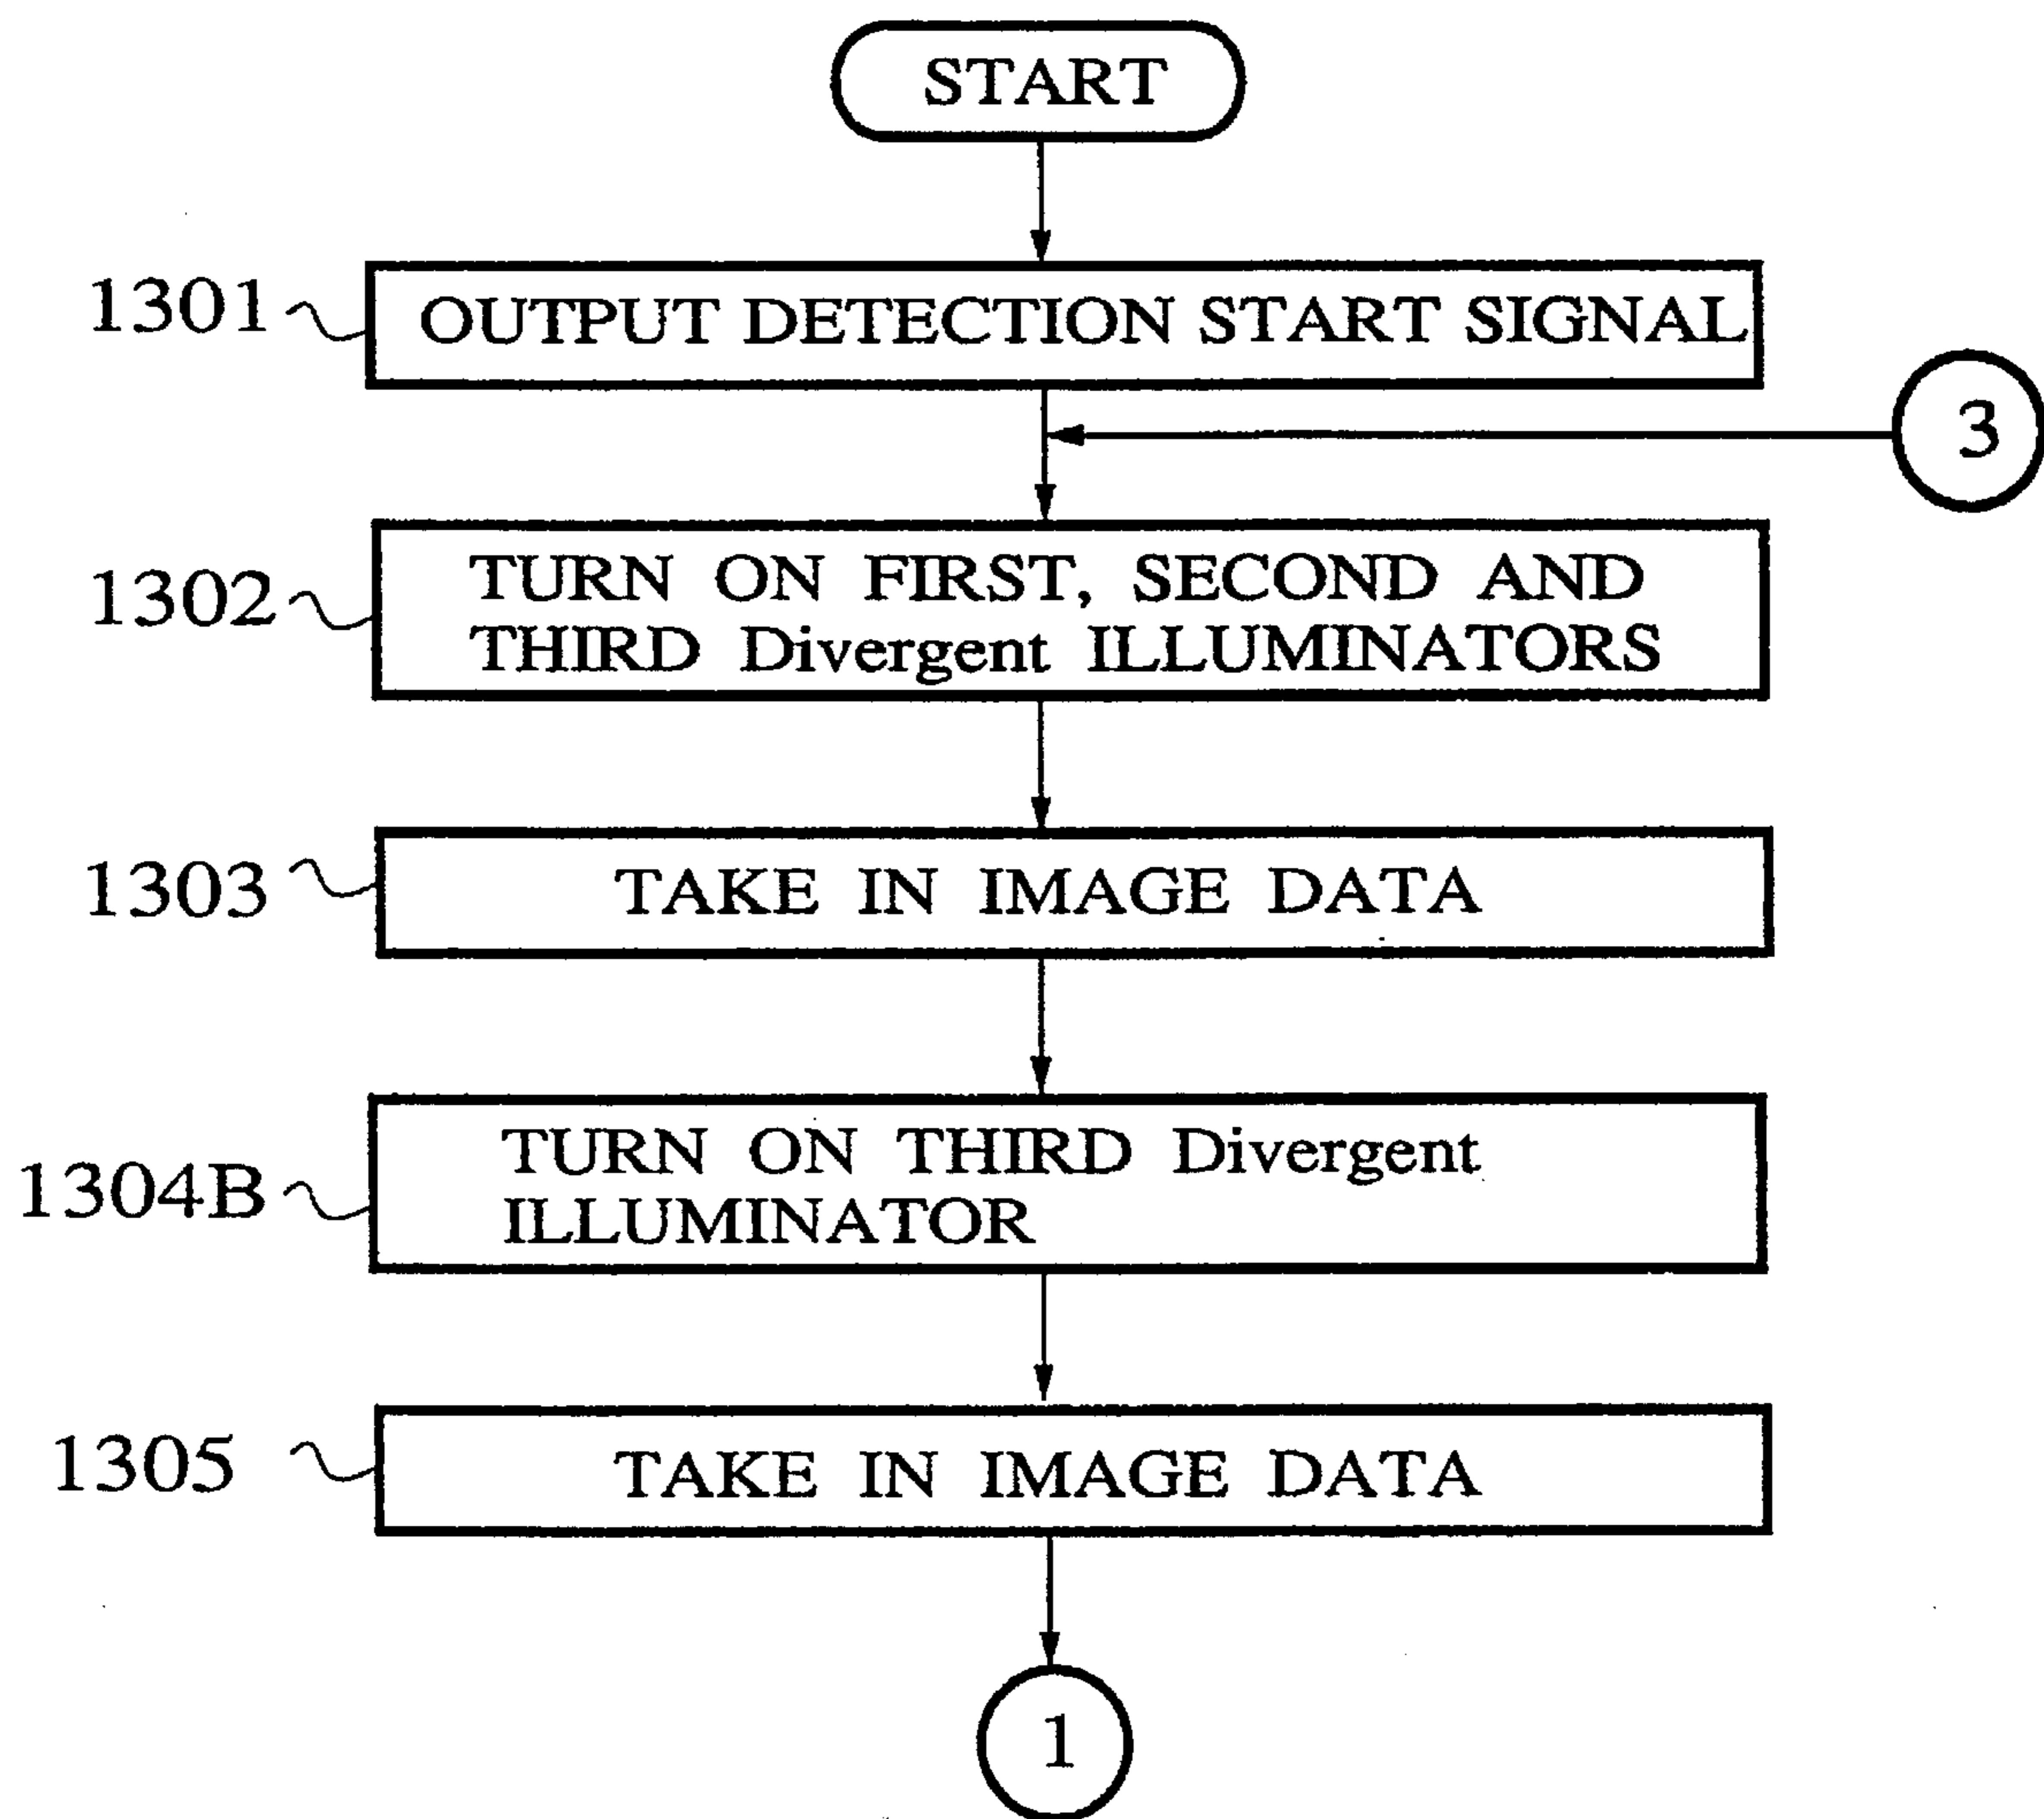 START
1301
OUTPUT DETECTION START SIGNAL
3
1302
TURN ON FIRST, SECOND AND
THIRD Divergent ILLUMINATORS
1303
TAKE IN IMAGE DATA
1304B
TURN ON THIRD Divergent
ILLUMINATOR
1305
TAKE IN IMAGE DATA
1